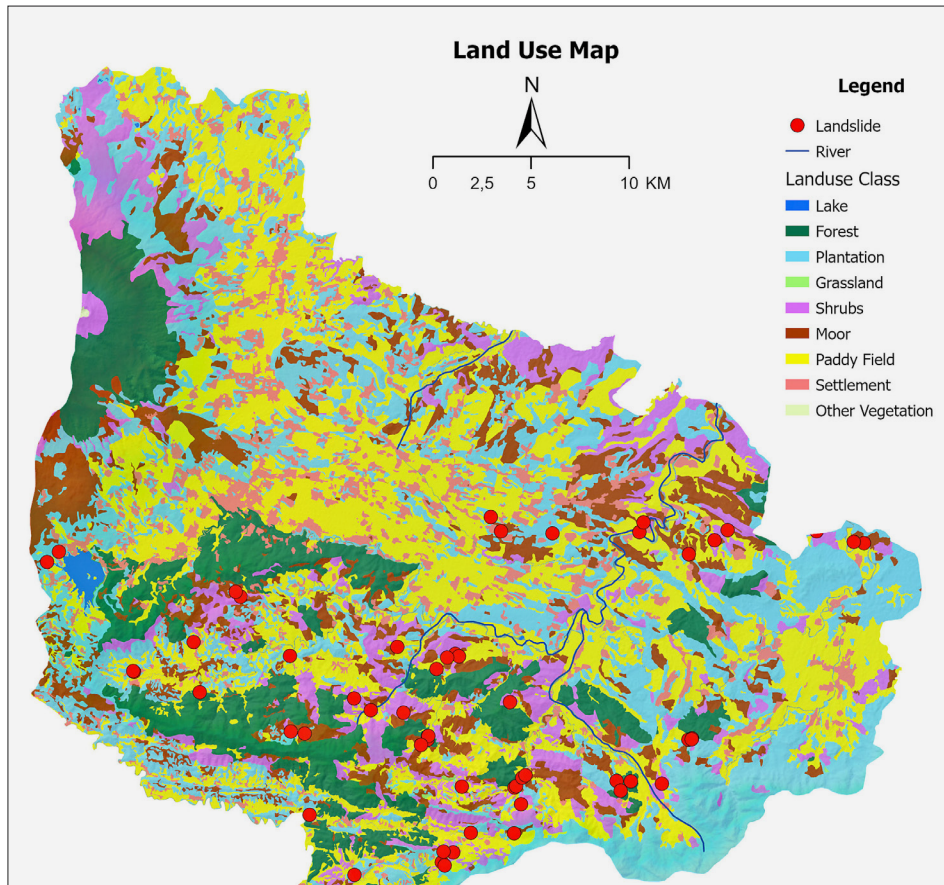 Land Use Map
N
0 2,5 5 10 KM
Legend
Landslide
River
Landuse Class
Lake
Forest
Plantation
Grassland
Shrubs
Moor
Paddy Field
Settlement
Other Vegetation